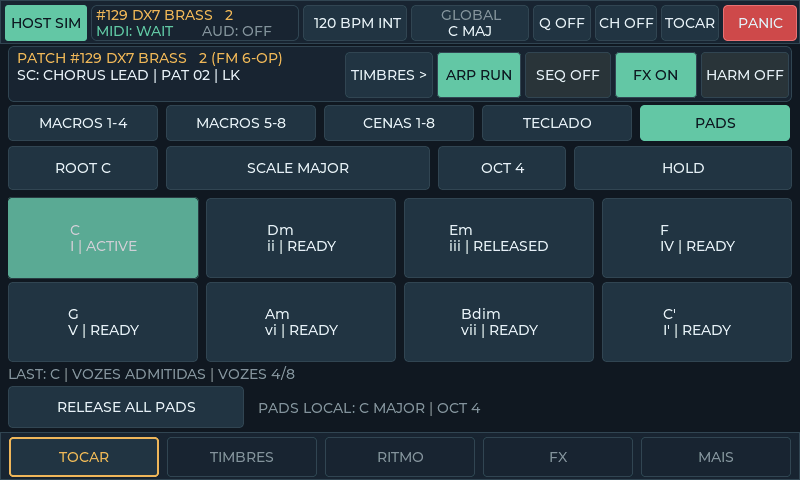 HOST SIM
#129 DX7 BRASS   2
MIDI: WAIT   AUD: OFF
120 BPM INT
GLOBAL
C MAJ
Q OFF
CH OFF
TOCAR
PANIC
PATCH #129 DX7 BRASS   2 (FM 6-OP)
SC: CHORUS LEAD | PAT 02 | LK
TIMBRES >
ARP RUN
SEQ OFF
FX ON
HARM OFF
MACROS 1-4
MACROS 5-8
CENAS 1-8
TECLADO
PADS
ROOT C
SCALE MAJOR
OCT 4
HOLD
C
I | ACTIVE
Dm
ii | READY
Em
iii | RELEASED
F
IV | READY
G
V | READY
Am
vi | READY
Bdim
vii | READY
C'
I' | READY
LAST: C | VOZES ADMITIDAS | VOZES 4/8
RELEASE ALL PADS
PADS LOCAL: C MAJOR | OCT 4
TOCAR
TIMBRES
RITMO
FX
MAIS